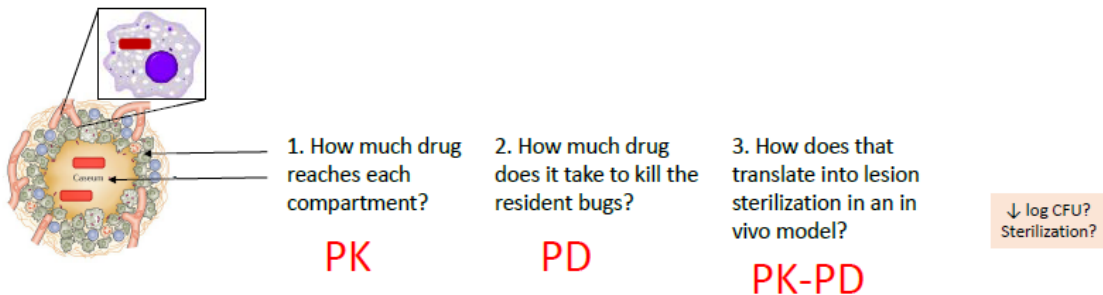 1. How much drug
reaches each
compartment?
PK
2. How much drug
does it take to kill the
resident bugs?
PD
3. How does that
translate into lesion
sterilization in an in
vivo model?
PK-PD
↓ log CFU?
Sterilization?
Caseum